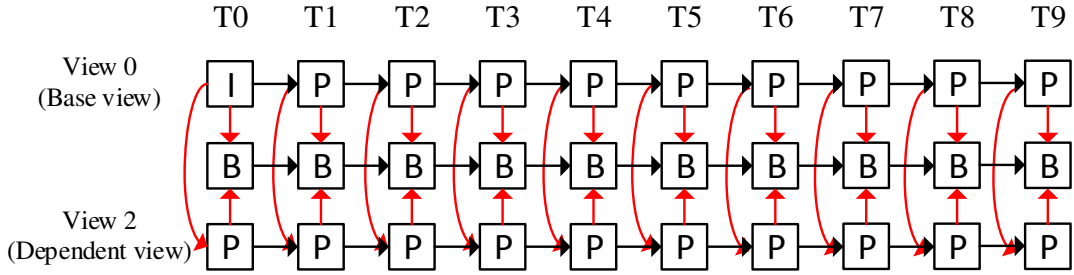 T0 T1 T2 T3 T4 T5 T6 T7 T8 T9
View 0
(Base view)
I P P P P P P P P P
B B B B B B B B B B
View 2
(Dependent view)
P P P P P P P P P P